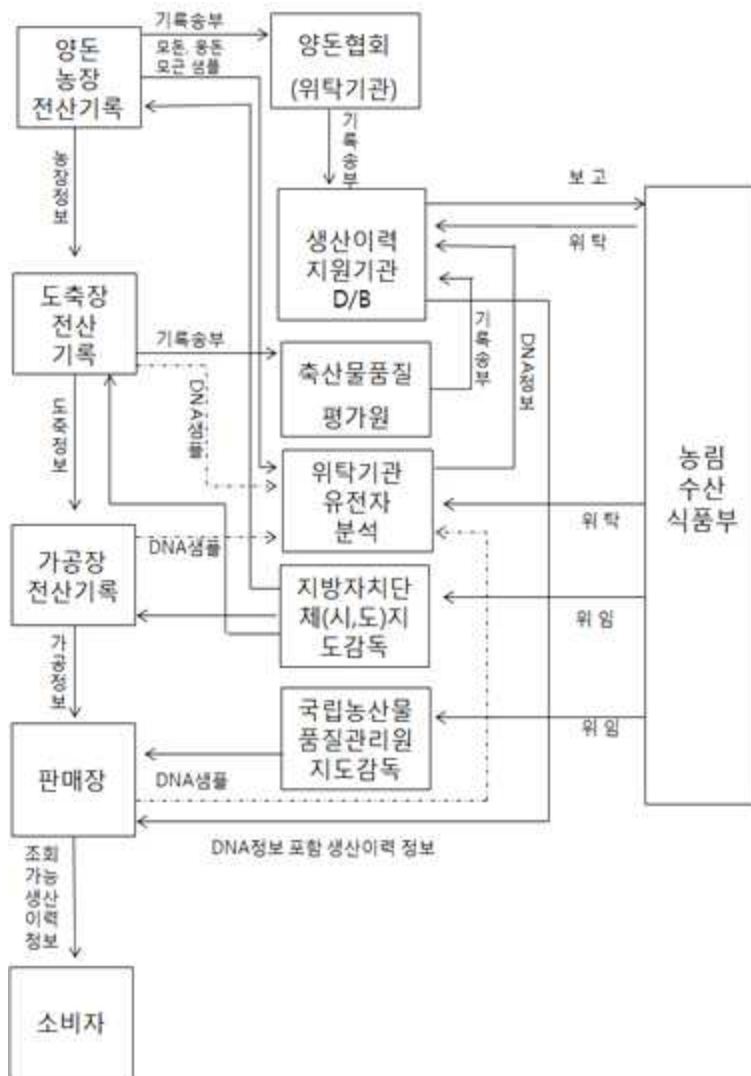 기록송부
모돈, 웅돈
모근 샘플
양돈
농장
전산기록
양돈협회
(위탁기관)
기록송부
농장정보
보 고
위 탁
생산이력
지원기관
D/B
도축장
전산
기록
기록송부
기록송부
DNA정보
축산물품질
평가원
DNA샘플
도축정보
위탁기관
유전자
분석
농림
수산
식품부
위 탁
가공장
전산기록
DNA샘플
지방자치단
체(시,도)지
도감독
위 임
가공정보
국립농산물
품질관리원
지도감독
위 임
판매장
DNA샘플
DNA정보 포함 생산이력 정보
조회
가능
생산
이력
정보
소비자